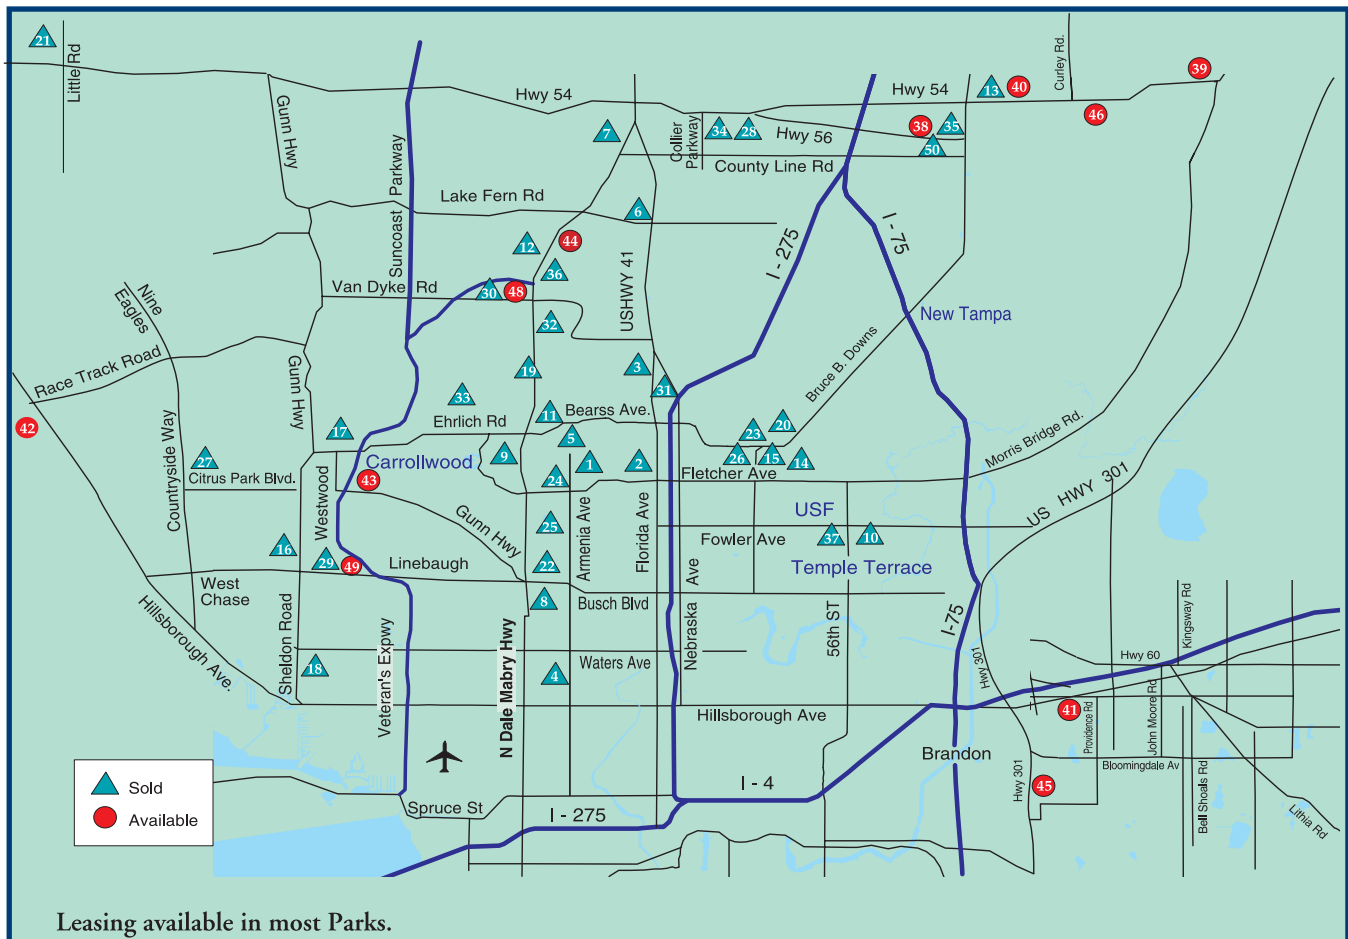 21
Little Rd
Gunn Hwy
Suncoast Parkway
Hwy 54
7
Collier
Parkway
34
28
Hwy 56
County Line Rd
Hwy 54
13
40
38
35
50
Curley Rd.
46
39
Lake Fern Rd
6
12
44
36
USHWY 41
I - 275
I - 75
Van Dyke Rd
30
48
Nine
Eagles
Race Track Road
32
New Tampa
Bruce B. Downs
Gunn Hwy
19
3
31
33
42
Countryside Way
17
Ehrlich Rd
11
Bearss Ave.
5
23
20
27
Citrus Park Blvd.
Carrollwood
43
Westwood
9
24
1
2
26
15
14
Fletcher Ave
Morris Bridge Rd.
US HWY 301
Gunn Hwy
25
Armenia Ave
Florida Ave
USF
Fowler Ave
37
10
16
29
49
Linebaugh
22
Ave
Temple Terrace
West
Chase
8
Busch Blvd
Hillsborough Ave.
Sheldon Road
18
Veteran's Expwy
N Dale Mabry Hwy
4
Waters Ave
Nebraska
56th ST
I-75
Hwy 301
Hwy 60
Kingsway Rd
Hillsborough Ave
41
Providence Rd
John Moore Rd
Brandon
Bloomingdale Av
Hwy 301
45
Bell Shoals Rd
Lithia Rd
Sold
Available
Spruce St
I - 275
I - 4
Leasing available in most Parks.